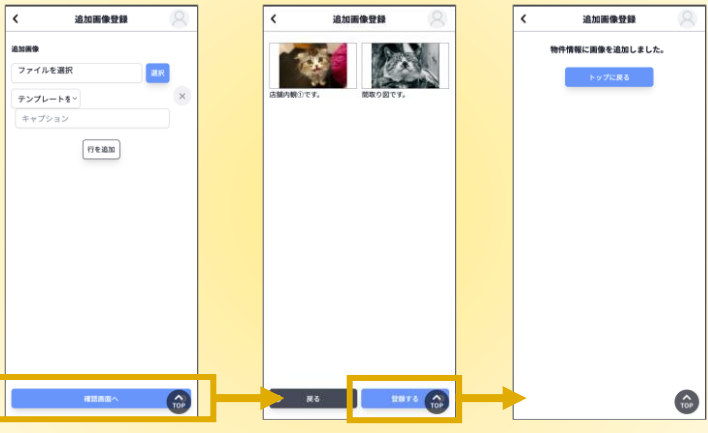 追加画像登録
追加画像
ファイルを選択
選択
テンプレートを
キャプション
行を追加
確認画面へ
TOP
追加画像登録
店舗内観①です。
間取り図です。
戻る
登録する
TOP
追加画像登録
物件情報に画像を追加しました。
トップに戻る
TOP